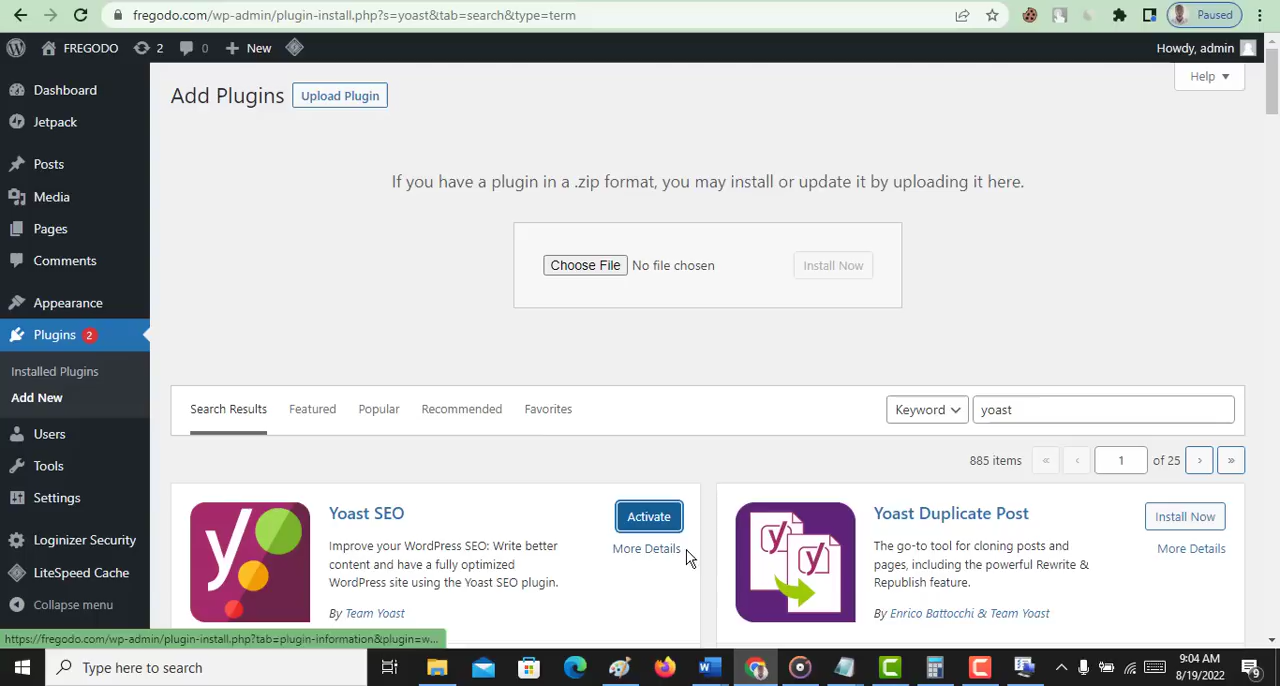 fregodo.com/wp-admin/plugin-install.php?s=yoast&tab=search&type=term
Paused
FREGODO
2
0
New
Howdy, admin
Dashboard
Jetpack
Posts
Media
Pages
Comments
Appearance
Plugins 2
Installed Plugins
Add New
Users
Tools
Settings
Loginizer Security
LiteSpeed Cache
Collapse menu
Help
Add Plugins
Upload Plugin
If you have a plugin in a .zip format, you may install or update it by uploading it here.
Choose File No file chosen
Install Now
Search Results
Featured
Popular
Recommended
Favorites
Keyword
yoast
885 items « ‹ 1 of 25 › »
Yoast SEO
Activate
More Details
Improve your WordPress SEO: Write better
content and have a fully optimized
WordPress site using the Yoast SEO plugin.
By Team Yoast
Yoast Duplicate Post
Install Now
More Details
The go-to tool for cloning posts and
pages, including the powerful Rewrite &
Republish feature.
By Enrico Battocchi & Team Yoast
https://fregodo.com/wp-admin/plugin-install.php?tab=plugin-information&plugin=w...
Type here to search
9:04 AM
8/19/2022
9